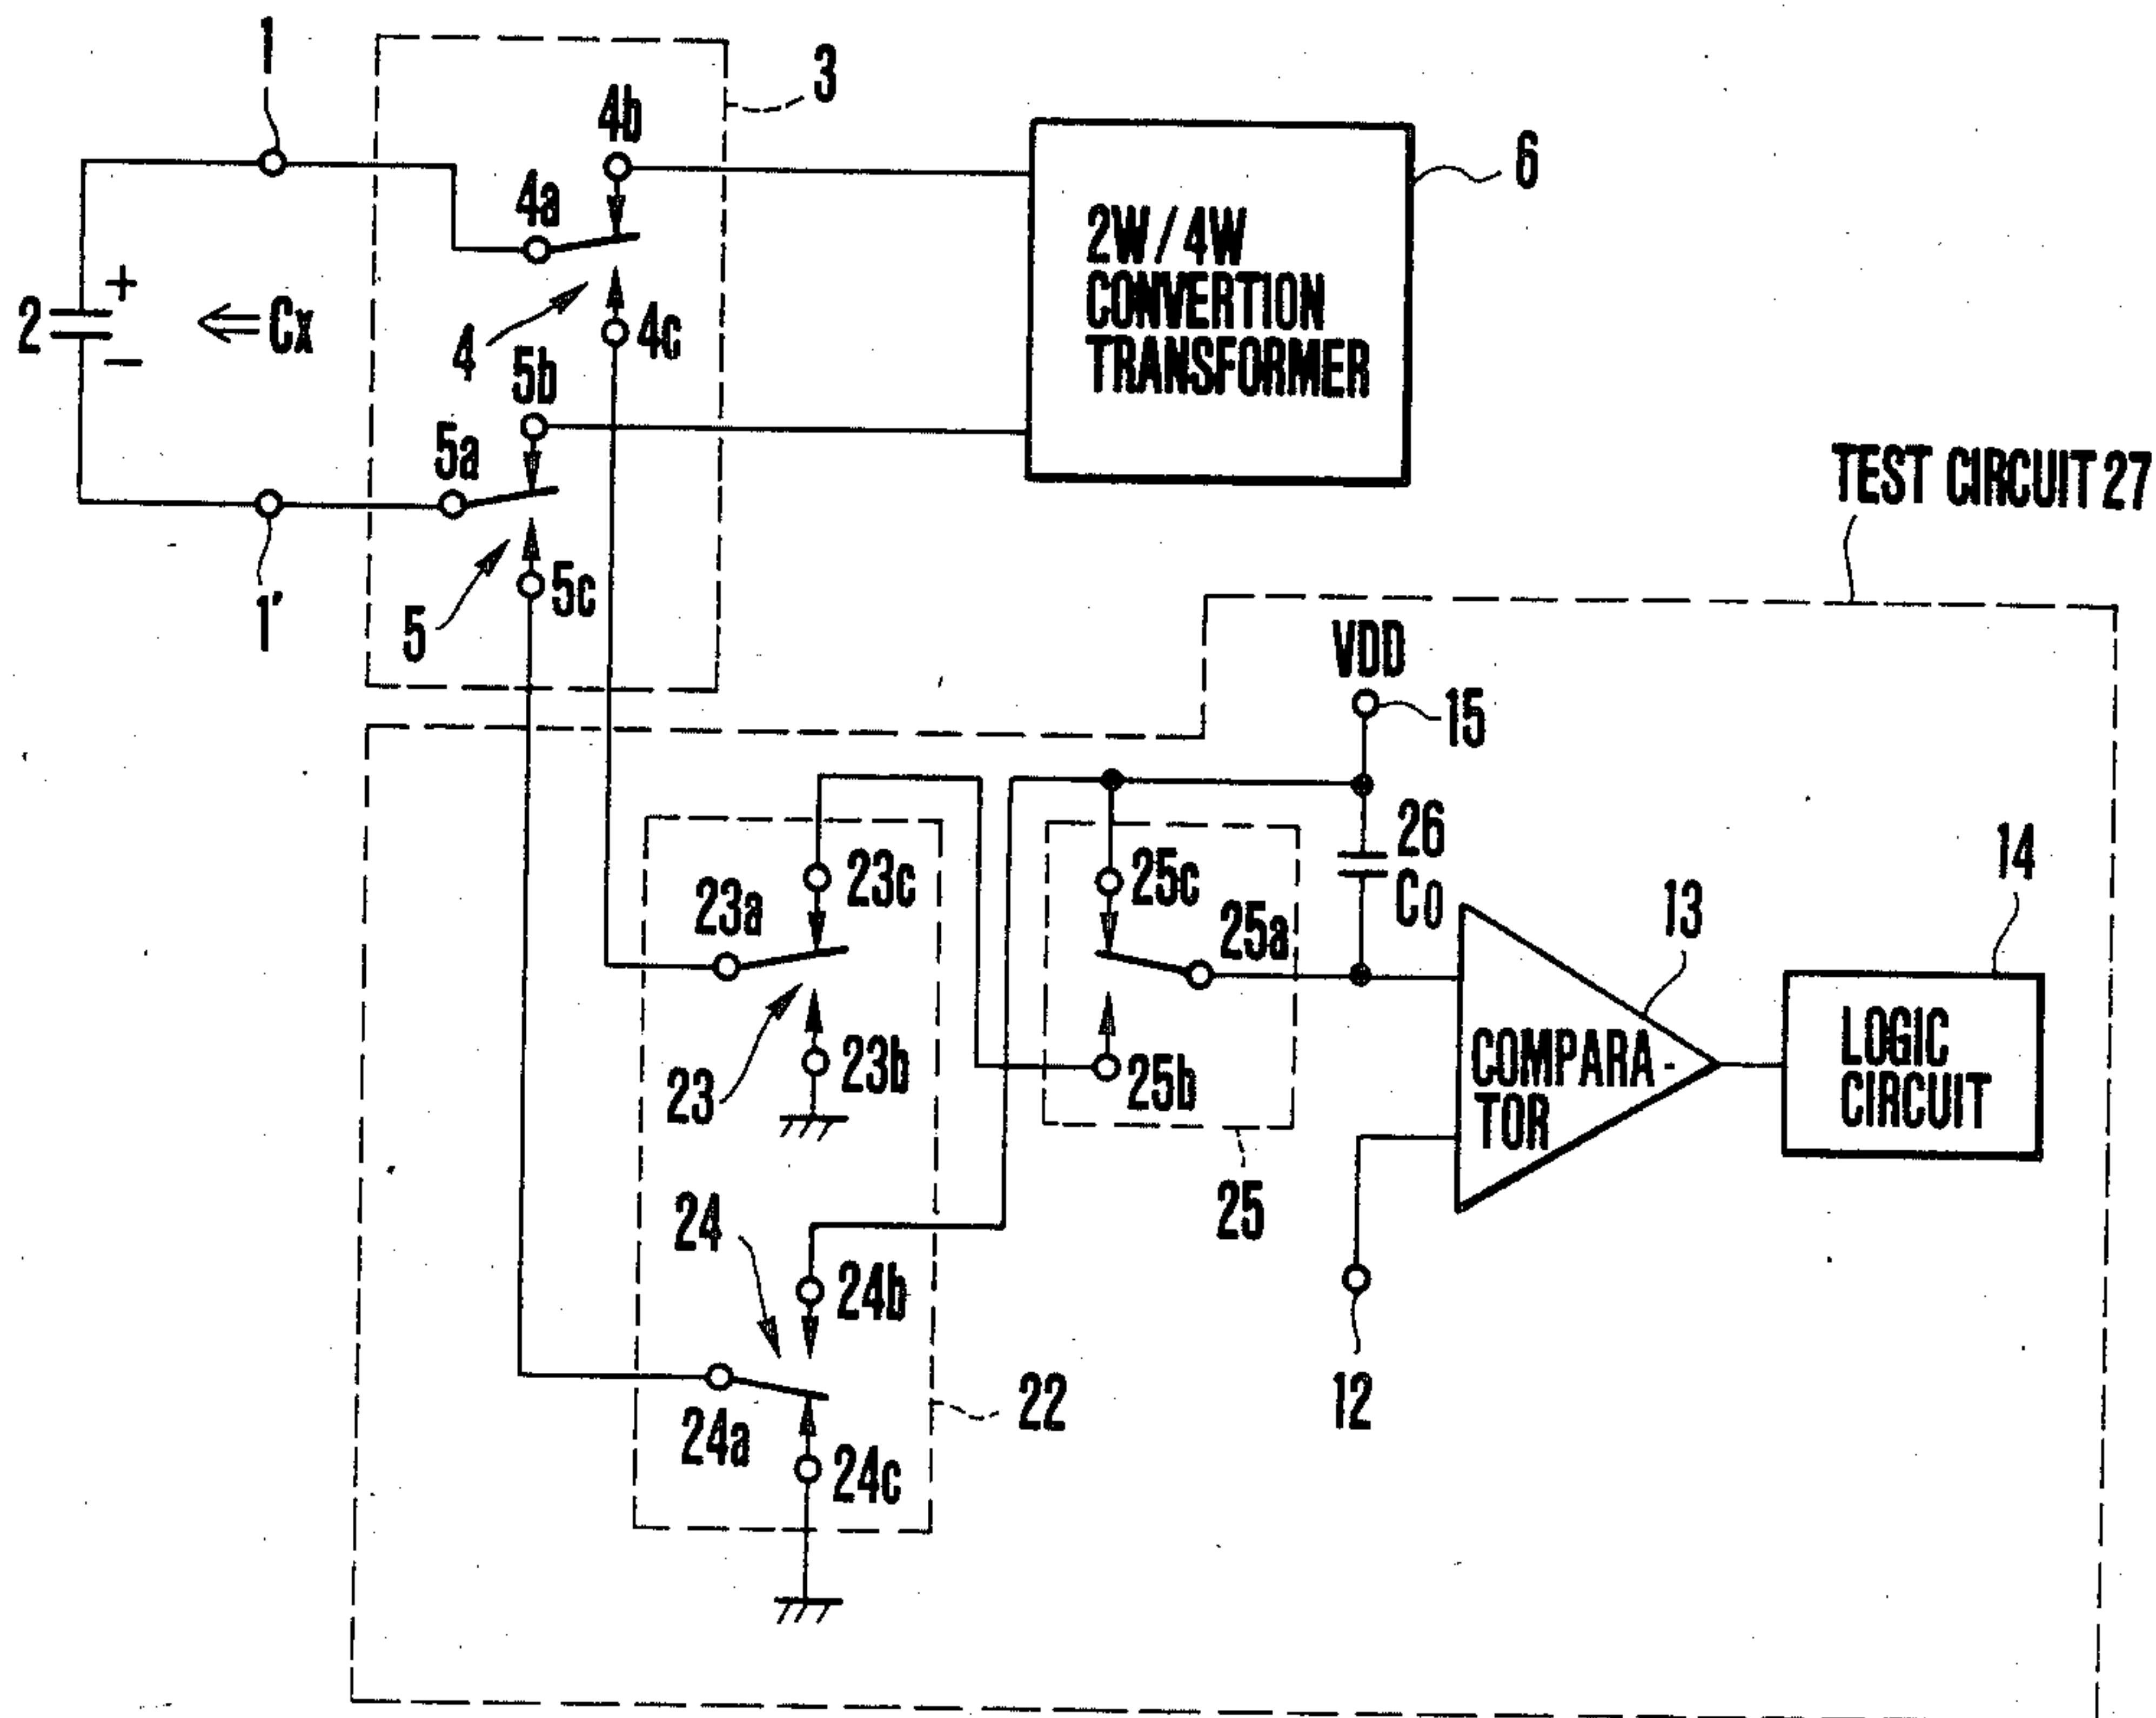 1
3
4b
6
4a
2W/4W
CONVERTION
TRANSFORMER
+
2
⇐Cx
−
4
4c
5b
5a
TEST CIRCUIT 27
5c
1'
5
VDD
15
26
C0
14
23c
25c
23a
25a
13
LOGIC
CIRCUIT
COMPARA-
TOR
23b
25b
23
25
24
24b
22
12
24a
24c